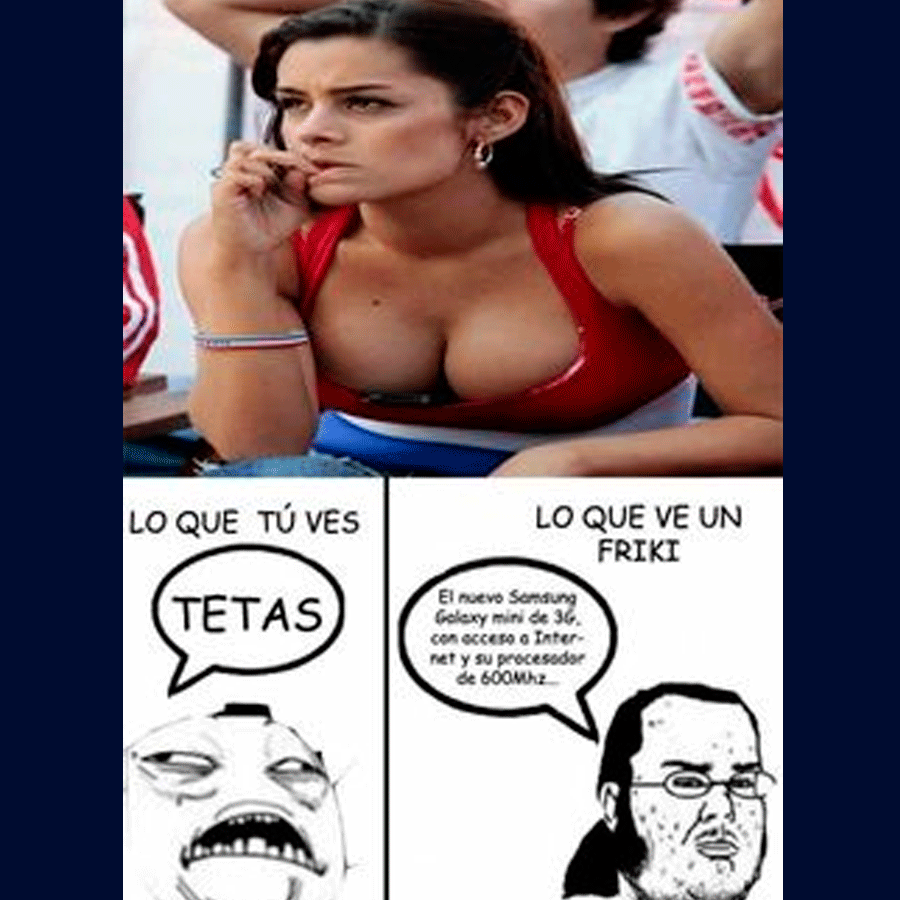 LO QUE TÚ VES
TETAS
LO QUE VE UN
FRIKI
El nuevo Samsung
Galaxy mini de 3G,
con acceso a Inter-
net y su procesador
de 600Mhz...